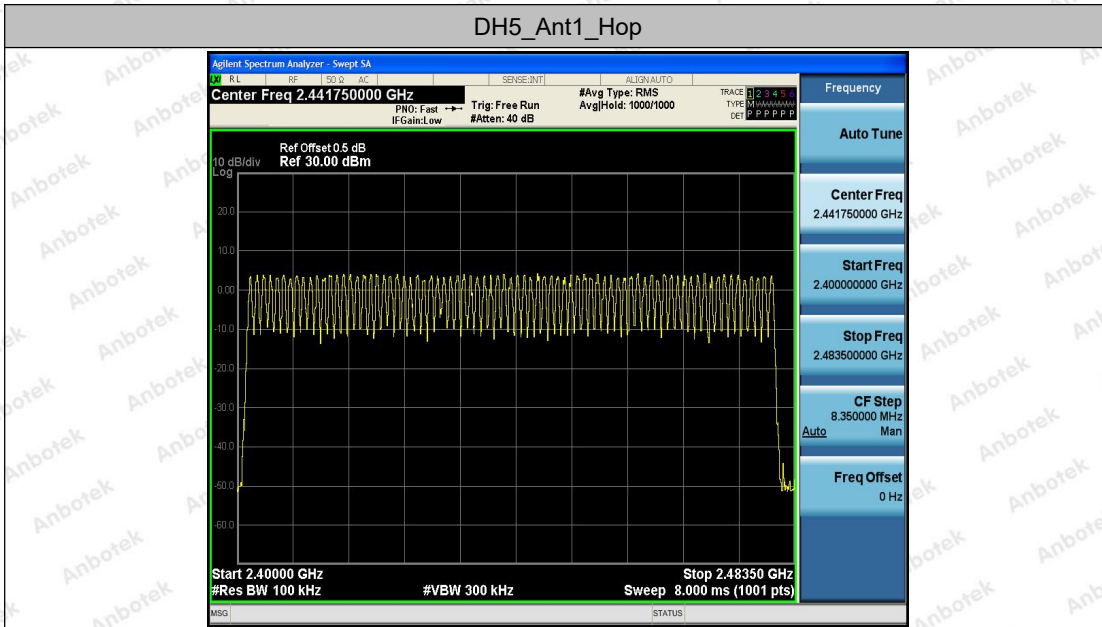 DH5_Ant1_Hop
Agilent Spectrum Analyzer - Swept SA
LXI RL RF 50 Ω AC SENSE:INT ALIGNAUTO
Center Freq 2.441750000 GHz
PNO: Fast
IFGain:Low
Trig: Free Run
#Atten: 40 dB
#Avg Type: RMS
Avg|Hold: 1000/1000
TRACE 1 2 3 4 5 6
TYPE M
DET P P P P P P
Ref Offset 0.5 dB
10 dB/div Ref 30.00 dBm
Log
20.0
10.0
0.00
-10.0
-20.0
-30.0
-40.0
-50.0
-60.0
Start 2.40000 GHz Stop 2.48350 GHz
#Res BW 100 kHz #VBW 300 kHz Sweep 8.000 ms (1001 pts)
MSG STATUS
Frequency
Auto Tune
Center Freq
2.441750000 GHz
Start Freq
2.400000000 GHz
Stop Freq
2.483500000 GHz
CF Step
8.350000 MHz
Auto Man
Freq Offset
0 Hz
Anbotek